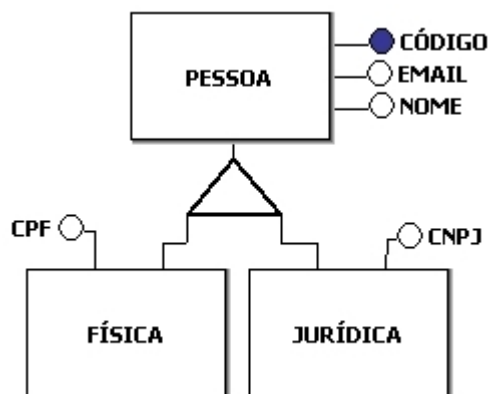 CÓDIGO
PESSOA
EMAIL
NOME
CPF
CNPJ
FÍSICA
JURÍDICA